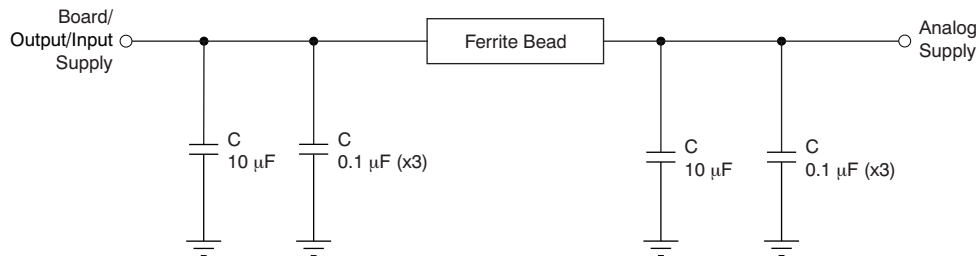 Board/
Output/Input
Supply
Ferrite Bead
Analog
Supply
C
10 μF
C
0.1 μF (x3)
C
10 μF
C
0.1 μF (x3)